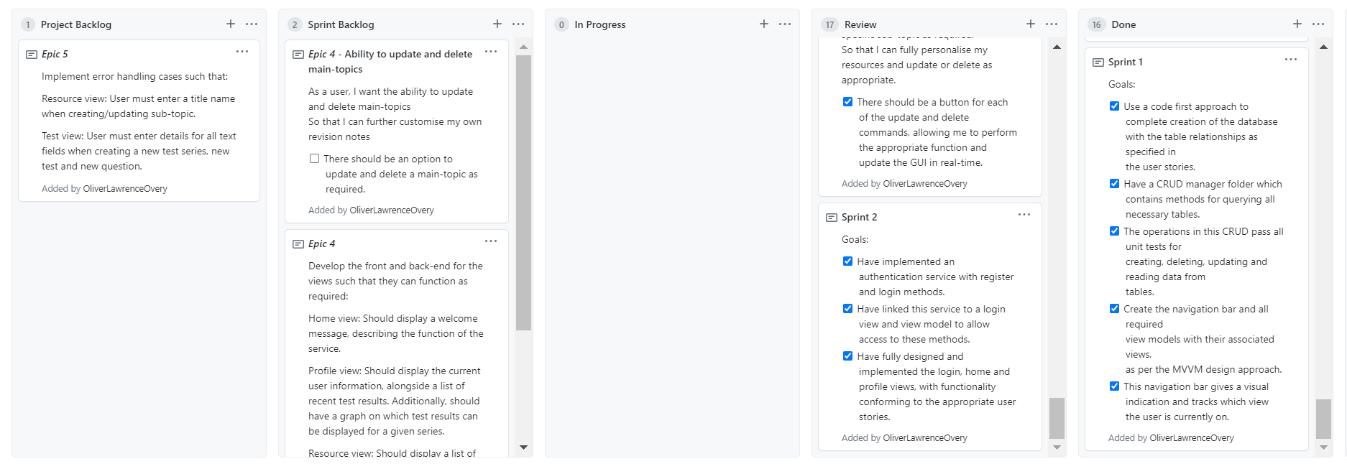 1 Project Backlog
Epic 5
Implement error handling cases such that:
Resource view: User must enter a title name
when creating/updating sub-topic.
Test view: User must enter details for all text
fields when creating a new test series, new
test and new question.
Added by OliverLawrenceOvery
2 Sprint Backlog
Epic 4 - Ability to update and delete
main-topics
As a user, I want the ability to update
and delete main-topics
So that I can further customise my own
revision notes
There should be an option to
update and delete a main-topic as
required.
Added by OliverLawrenceOvery
Epic 4
Develop the front and back-end for the
views such that they can function as
required:
Home view: Should display a welcome
message, describing the function of the
service.
Profile view: Should display the current
user information, alongside a list of
recent test results. Additionally, should
have a graph on which test results can
be displayed for a given series.
Resource view: Should display a list of
0 In Progress
17 Review
specific sub-topic as required.
So that I can fully personalise my
resources and update or delete as
appropriate.
There should be a button for each
of the update and delete
commands, allowing me to perform
the appropriate function and
update the GUI in real-time.
Added by OliverLawrenceOvery
Sprint 2
Goals:
Have implemented an
authentication service with register
and login methods.
Have linked this service to a login
view and view model to allow
access to these methods.
Have fully designed and
implemented the login, home and
profile views, with functionality
conforming to the appropriate user
stories.
Added by OliverLawrenceOvery
16 Done
Sprint 1
Goals:
Use a code first approach to
complete creation of the database
with the table relationships as
specified in
the user stories.
Have a CRUD manager folder which
contains methods for querying all
necessary tables.
The operations in this CRUD pass all
unit tests for
creating, deleting, updating and
reading data from
tables.
Create the navigation bar and all
required
view models with their associated
views.
as per the MVVM design approach.
This navigation bar gives a visual
indication and tracks which view
the user is currently on.
Added by OliverLawrenceOvery